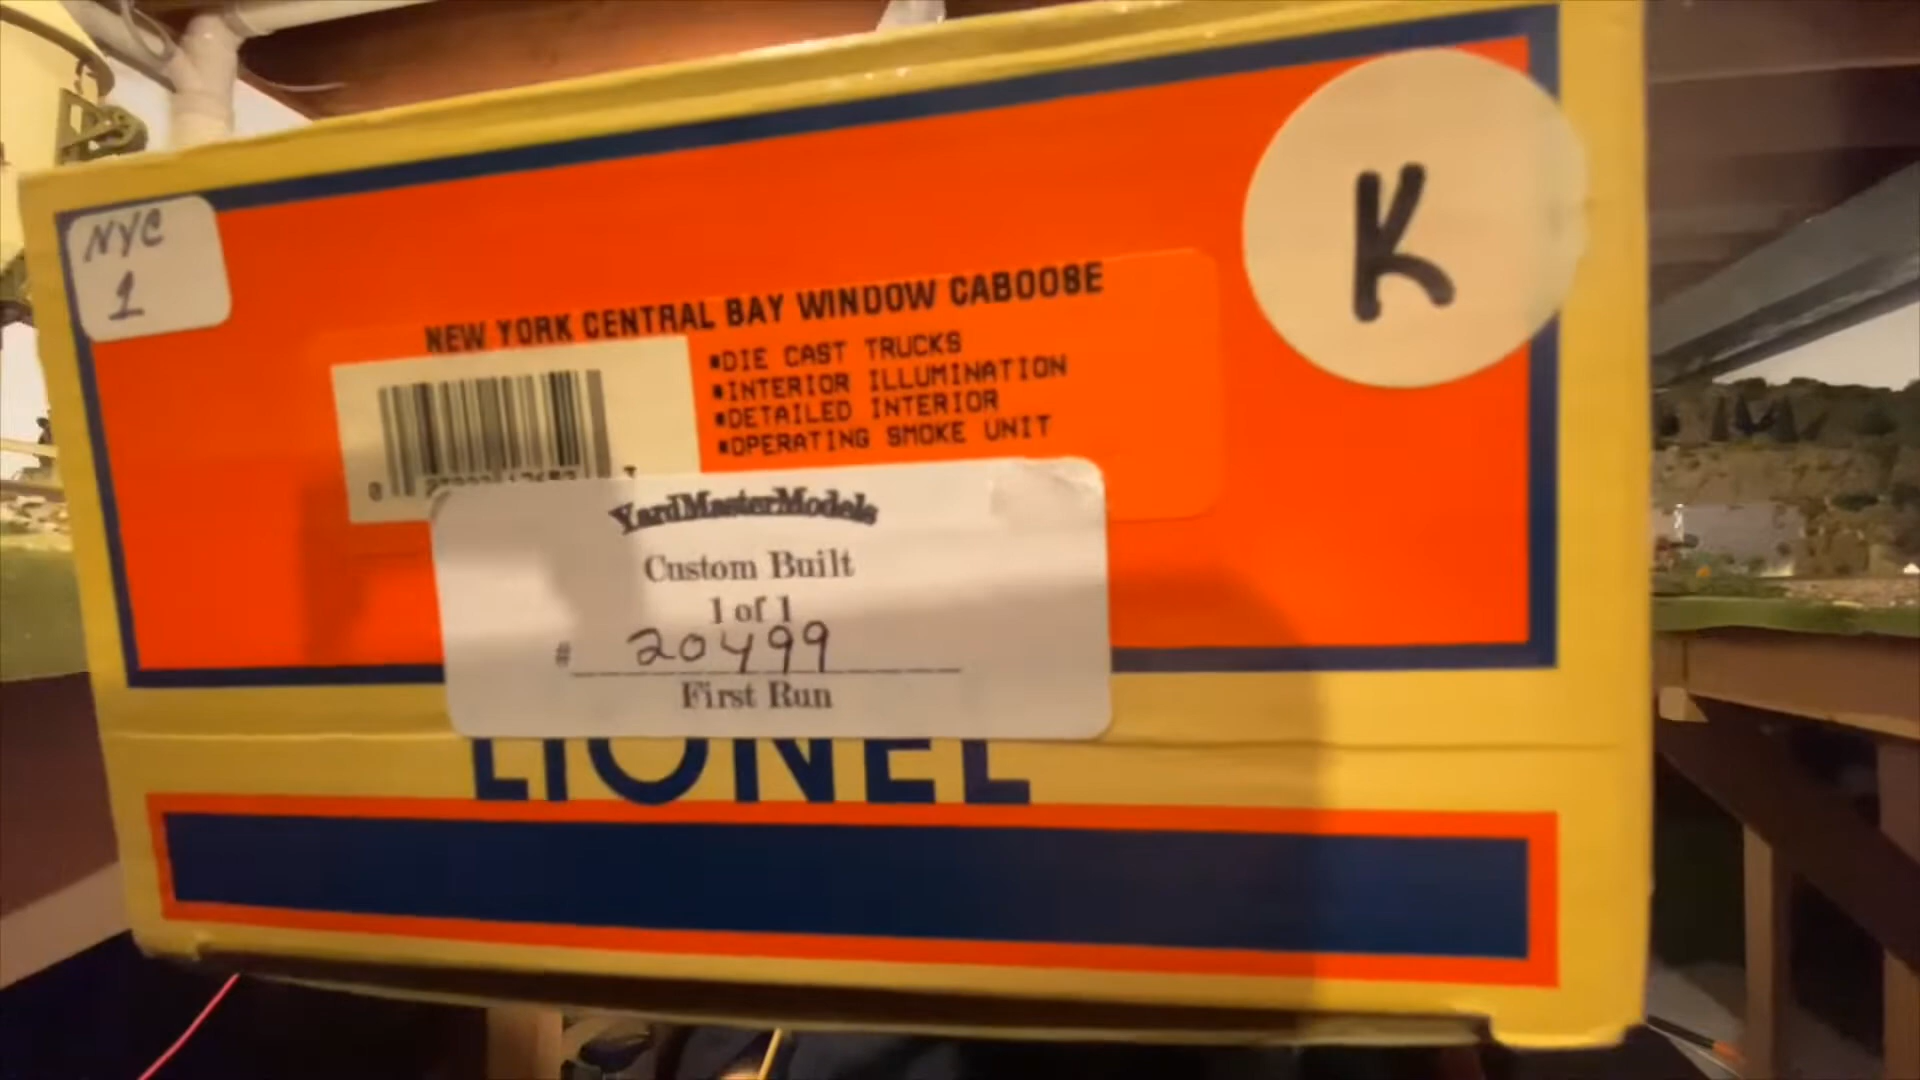 NYC
1
K
NEW YORK CENTRAL BAY WINDOW CABOOSE
▪DIE CAST TRUCKS
▪INTERIOR ILLUMINATION
▪DETAILED INTERIOR
▪OPERATING SMOKE UNIT
YardMasterModels
Custom Built
1 of 1
# 20499
First Run
LIONEL